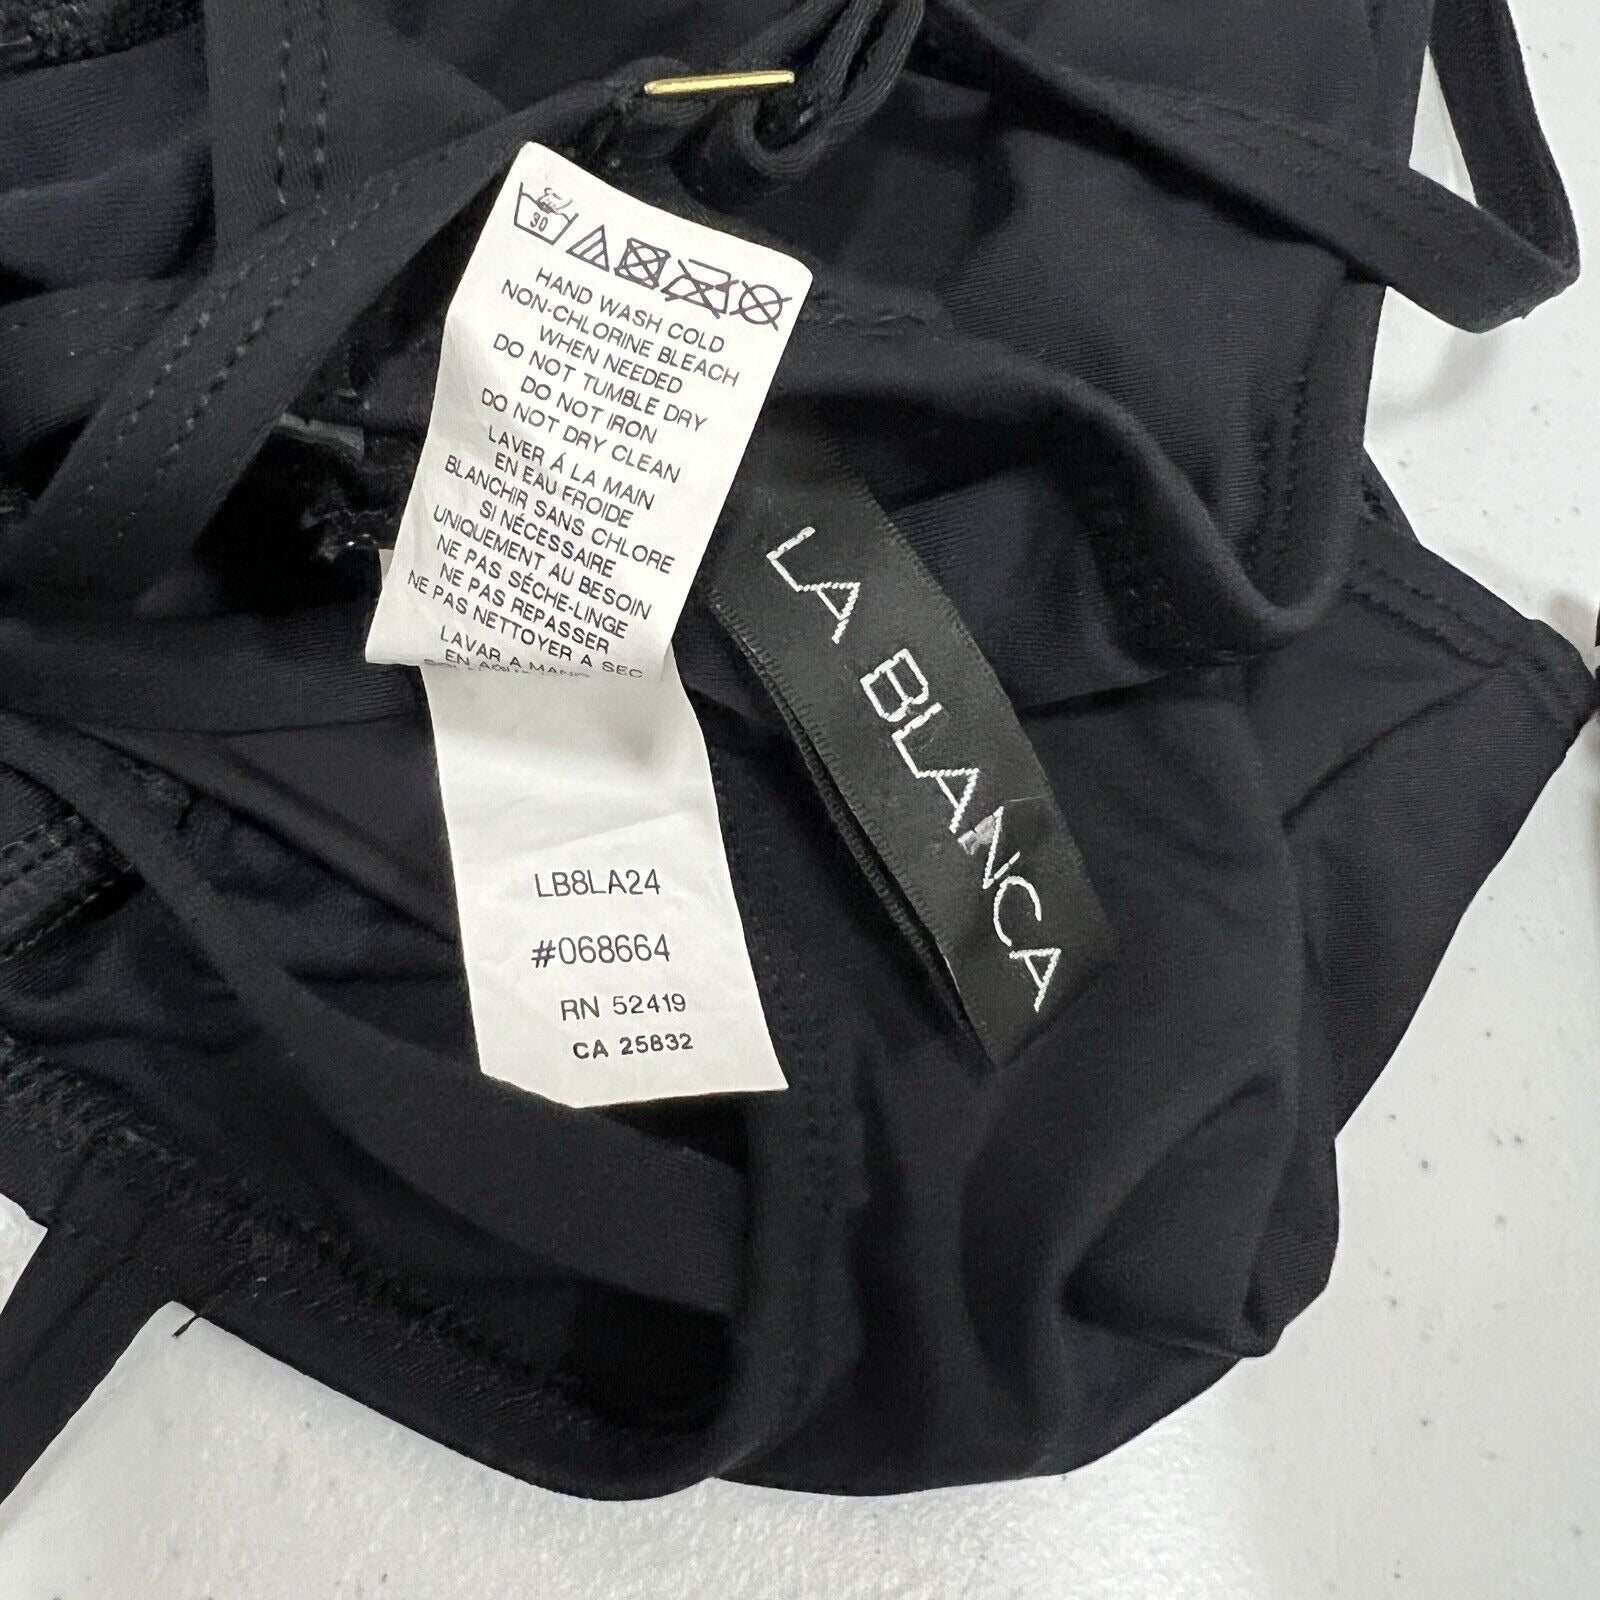 30
HAND WASH COLD
NON-CHLORINE BLEACH
WHEN NEEDED
DO NOT TUMBLE DRY
DO NOT IRON
DO NOT DRY CLEAN
LAVER Á LA MAIN
EN EAU FROIDE
BLANCHIR SANS CHLORE
SI NÉCESSAIRE
UNIQUEMENT AU BESOIN
NE PAS SÉCHE-LINGE
NE PAS REPASSER
NE PAS NETTOYER A SEC
LAVAR A MANO
LB8LA24
#068664
RN 52419
CA 25832
LA BLANCA